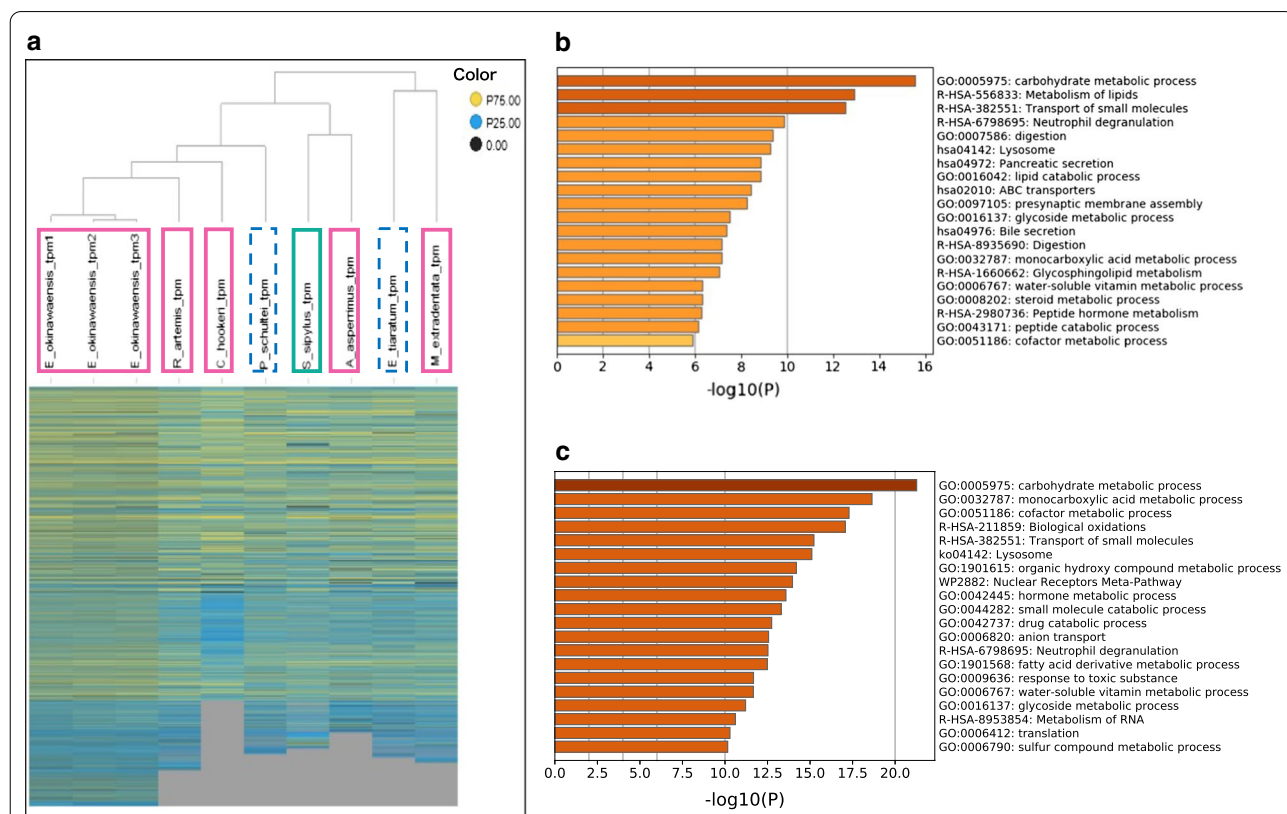 a
Color
P75.00
P25.00
0.00
E_okinawaensis_tpm1
E_okinawaensis_tpm2
E_okinawaensis_tpm3
R_artemis_tpm
C_hookeri_tpm
P_schultei_tpm
S_sipylus_tpm
A_asperrimus_tpm
E_tiaratum_tpm
M_extradentata_tpm
b
GO:0005975: carbohydrate metabolic process
R-HSA-556833: Metabolism of lipids
R-HSA-382551: Transport of small molecules
R-HSA-6798695: Neutrophil degranulation
GO:0007586: digestion
hsa04142: Lysosome
hsa04972: Pancreatic secretion
GO:0016042: lipid catabolic process
hsa02010: ABC transporters
GO:0097105: presynaptic membrane assembly
GO:0016137: glycoside metabolic process
hsa04976: Bile secretion
R-HSA-8935690: Digestion
GO:0032787: monocarboxylic acid metabolic process
R-HSA-1660662: Glycosphingolipid metabolism
GO:0006767: water-soluble vitamin metabolic process
GO:0008202: steroid metabolic process
R-HSA-2980736: Peptide hormone metabolism
GO:0043171: peptide catabolic process
GO:0051186: cofactor metabolic process
0 2 4 6 8 10 12 14 16
-log10(P)
c
GO:0005975: carbohydrate metabolic process
GO:0032787: monocarboxylic acid metabolic process
GO:0051186: cofactor metabolic process
R-HSA-211859: Biological oxidations
R-HSA-382551: Transport of small molecules
ko04142: Lysosome
GO:1901615: organic hydroxy compound metabolic process
WP2882: Nuclear Receptors Meta-Pathway
GO:0042445: hormone metabolic process
GO:0044282: small molecule catabolic process
GO:0042737: drug catabolic process
GO:0006820: anion transport
R-HSA-6798695: Neutrophil degranulation
GO:1901568: fatty acid derivative metabolic process
GO:0009636: response to toxic substance
GO:0006767: water-soluble vitamin metabolic process
GO:0016137: glycoside metabolic process
R-HSA-8953854: Metabolism of RNA
GO:0006412: translation
GO:0006790: sulfur compound metabolic process
0.0 2.5 5.0 7.5 10.0 12.5 15.0 17.5 20.0
-log10(P)